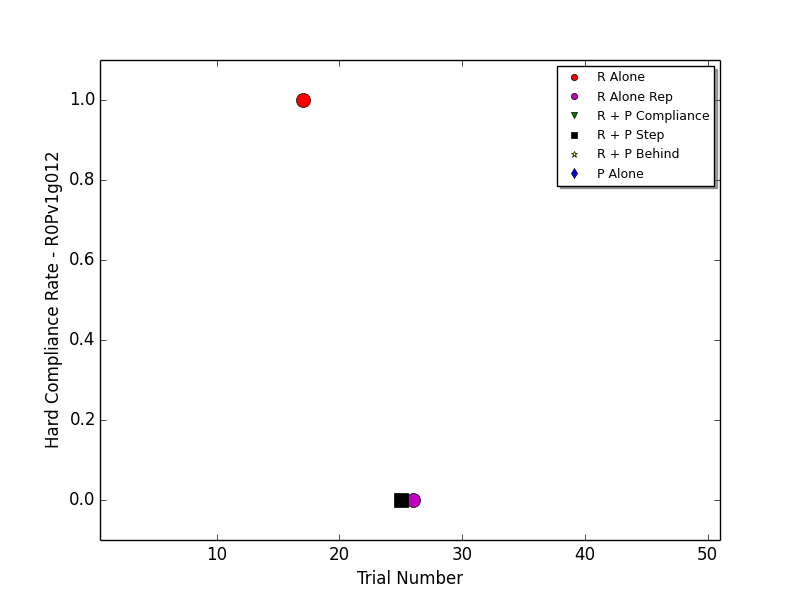 R Alone
R Alone Rep
R + P Compliance
R + P Step
R + P Behind
P Alone
1.0
0.8
0.6
0.4
0.2
0.0
Hard Compliance Rate - R0Pv1g012
10 20 30 40 50
Trial Number